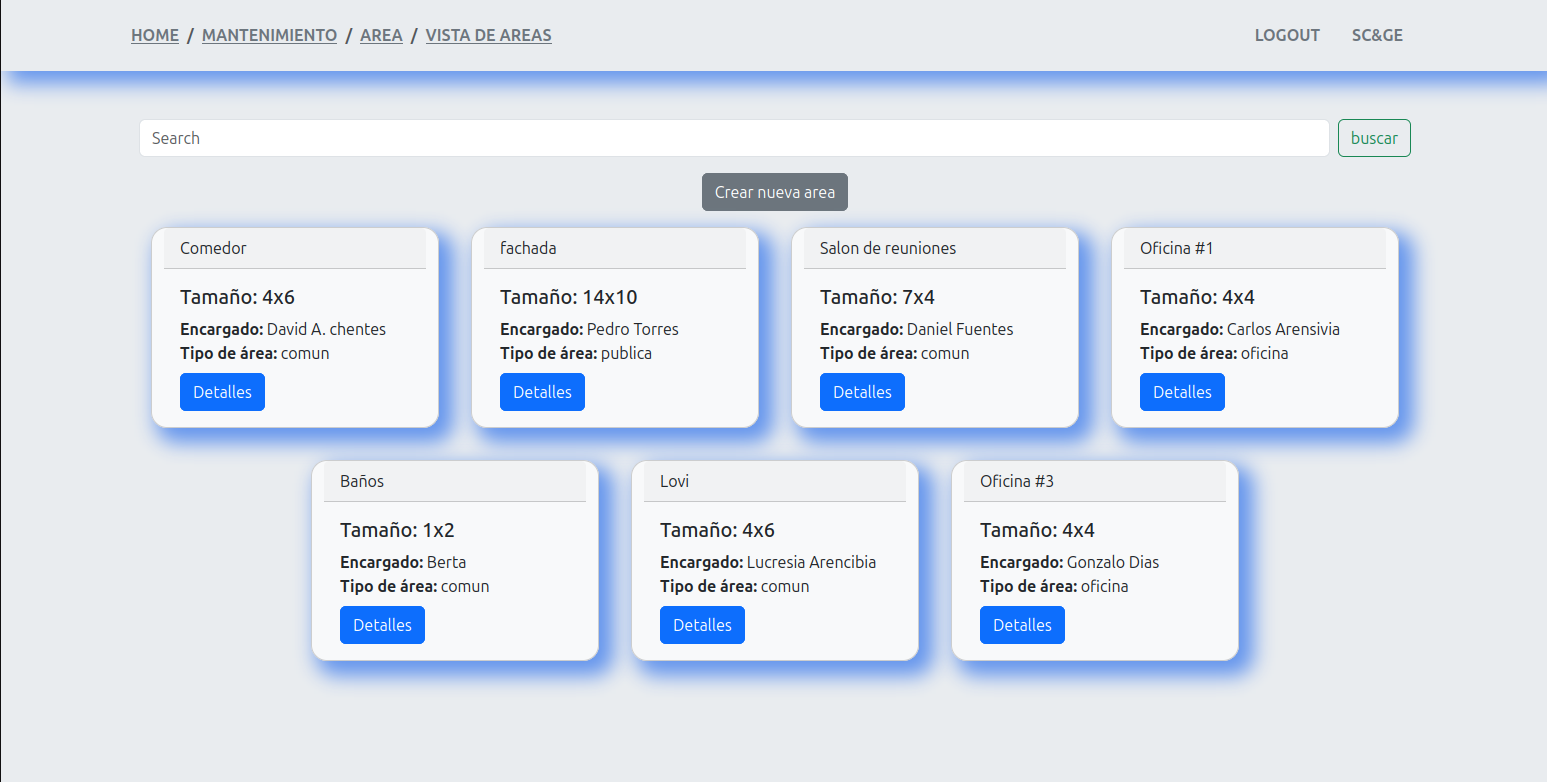 HOME / MANTENIMIENTO / AREA / VISTA DE AREAS
LOGOUT SC&GE
Search
buscar
Crear nueva area
Comedor
Tamaño: 4x6
Encargado: David A. chentes
Tipo de área: comun
Detalles
fachada
Tamaño: 14x10
Encargado: Pedro Torres
Tipo de área: publica
Detalles
Salon de reuniones
Tamaño: 7x4
Encargado: Daniel Fuentes
Tipo de área: comun
Detalles
Oficina #1
Tamaño: 4x4
Encargado: Carlos Arensivia
Tipo de área: oficina
Detalles
Baños
Tamaño: 1x2
Encargado: Berta
Tipo de área: comun
Detalles
Lovi
Tamaño: 4x6
Encargado: Lucresia Arencibia
Tipo de área: comun
Detalles
Oficina #3
Tamaño: 4x4
Encargado: Gonzalo Dias
Tipo de área: oficina
Detalles